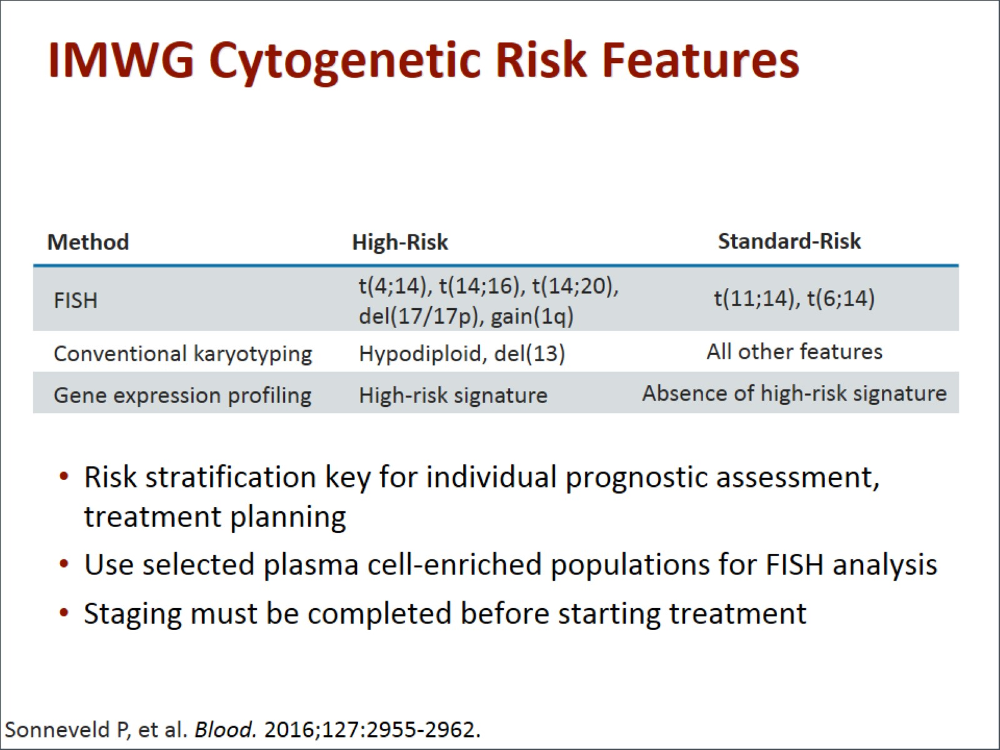 IMWG Cytogenetic Risk Features
Method High-Risk Standard-Risk
FISH t(4;14), t(14;16), t(14;20), del(17/17p), gain(1q) t(11;14), t(6;14)
Conventional karyotyping Hypodiploid, del(13) All other features
Gene expression profiling High-risk signature Absence of high-risk signature
• Risk stratification key for individual prognostic assessment,
treatment planning
• Use selected plasma cell-enriched populations for FISH analysis
• Staging must be completed before starting treatment
Sonneveld P, et al. Blood. 2016;127:2955-2962.